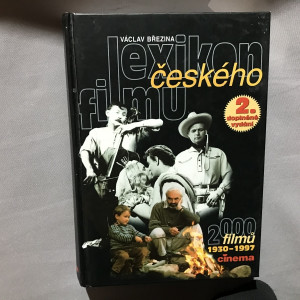 VÁCLAV BŘEZINA
lexikon
českého
filmu
2.
doplněné
vydání
2000
filmů
1930-1997
cinema